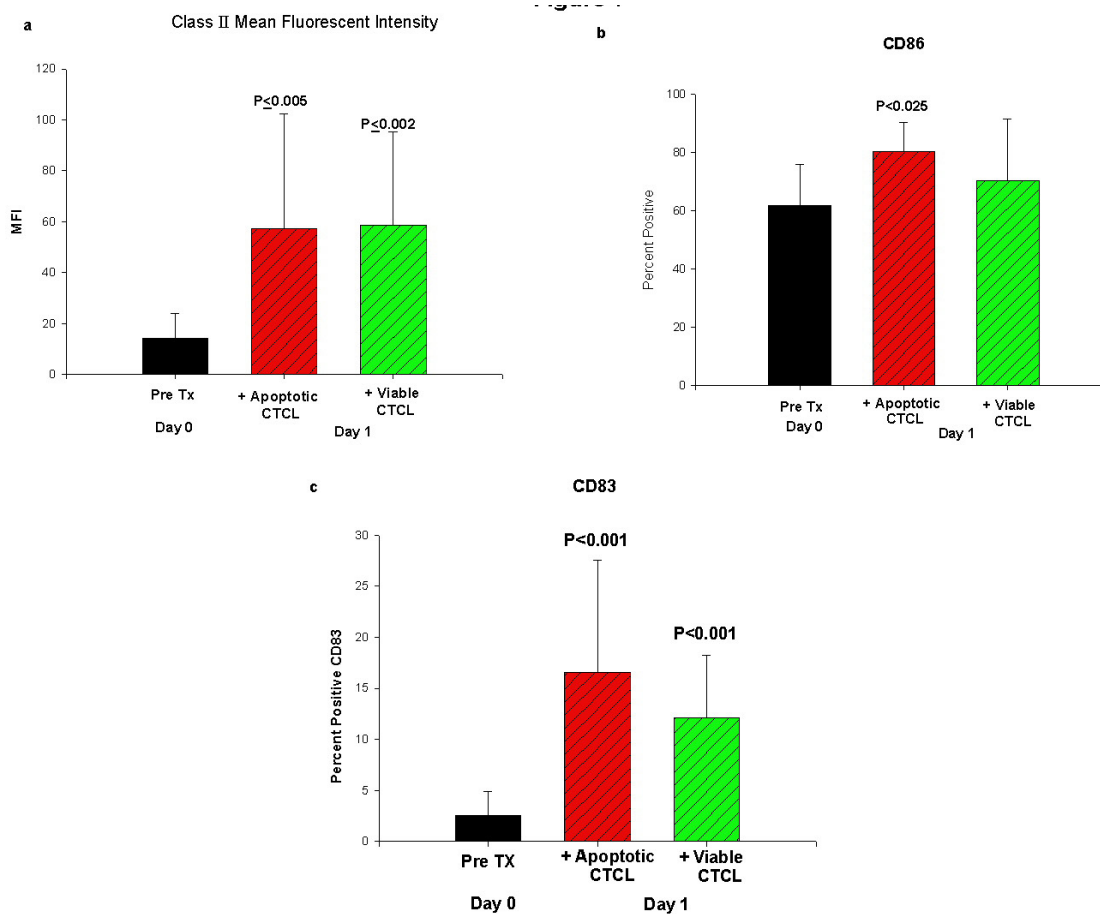 a
Class II Mean Fluorescent Intensity
120
100
80
60
40
20
0
MFI
P≤0.005
P≤0.002
Pre Tx
+ Apoptotic
CTCL
+ Viable
CTCL
Day 0
Day 1
b
CD86
100
80
60
40
20
0
Percent Positive
P<0.025
Pre Tx
+ Apoptotic
CTCL
+ Viable
CTCL
Day 0
Day 1
c
CD83
30
25
20
15
10
5
0
Percent Positive CD83
P<0.001
P<0.001
Pre TX
+ Apoptotic
CTCL
+ Viable
CTCL
Day 0
Day 1